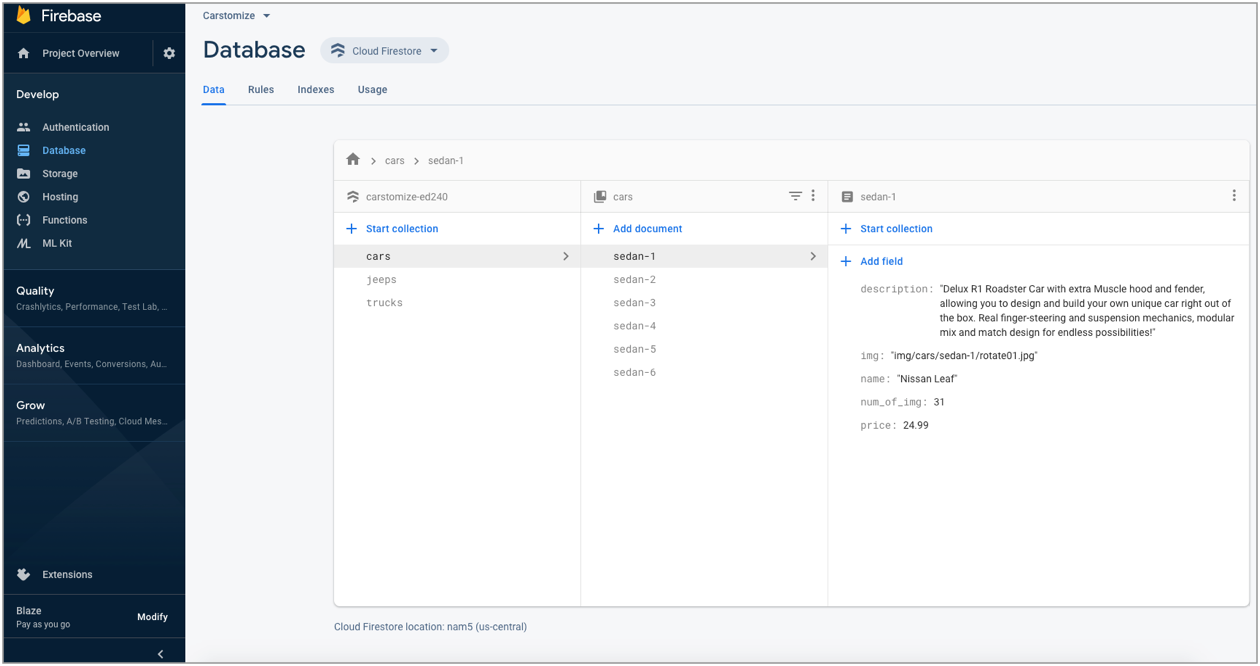 Firebase
Project Overview
Develop
Authentication
Database
Storage
Hosting
Functions
ML Kit
Quality
Crashlytics, Performance, Test Lab, ...
Analytics
Dashboard, Events, Conversions, Au...
Grow
Predictions, A/B Testing, Cloud Mes...
Extensions
Blaze
Pay as you go
Modify
Carstomize
Database
Cloud Firestore
Data Rules Indexes Usage
cars > sedan-1
carstomize-ed240
Start collection
cars
jeeps
trucks
cars
Add document
sedan-1
sedan-2
sedan-3
sedan-4
sedan-5
sedan-6
sedan-1
Start collection
Add field
description: "Delux R1 Roadster Car with extra Muscle hood and fender,
allowing you to design and build your own unique car right out of
the box. Real finger-steering and suspension mechanics, modular
mix and match design for endless possibilities!"
img: "img/cars/sedan-1/rotate01.jpg"
name: "Nissan Leaf"
num_of_img: 31
price: 24.99
Cloud Firestore location: nam5 (us-central)